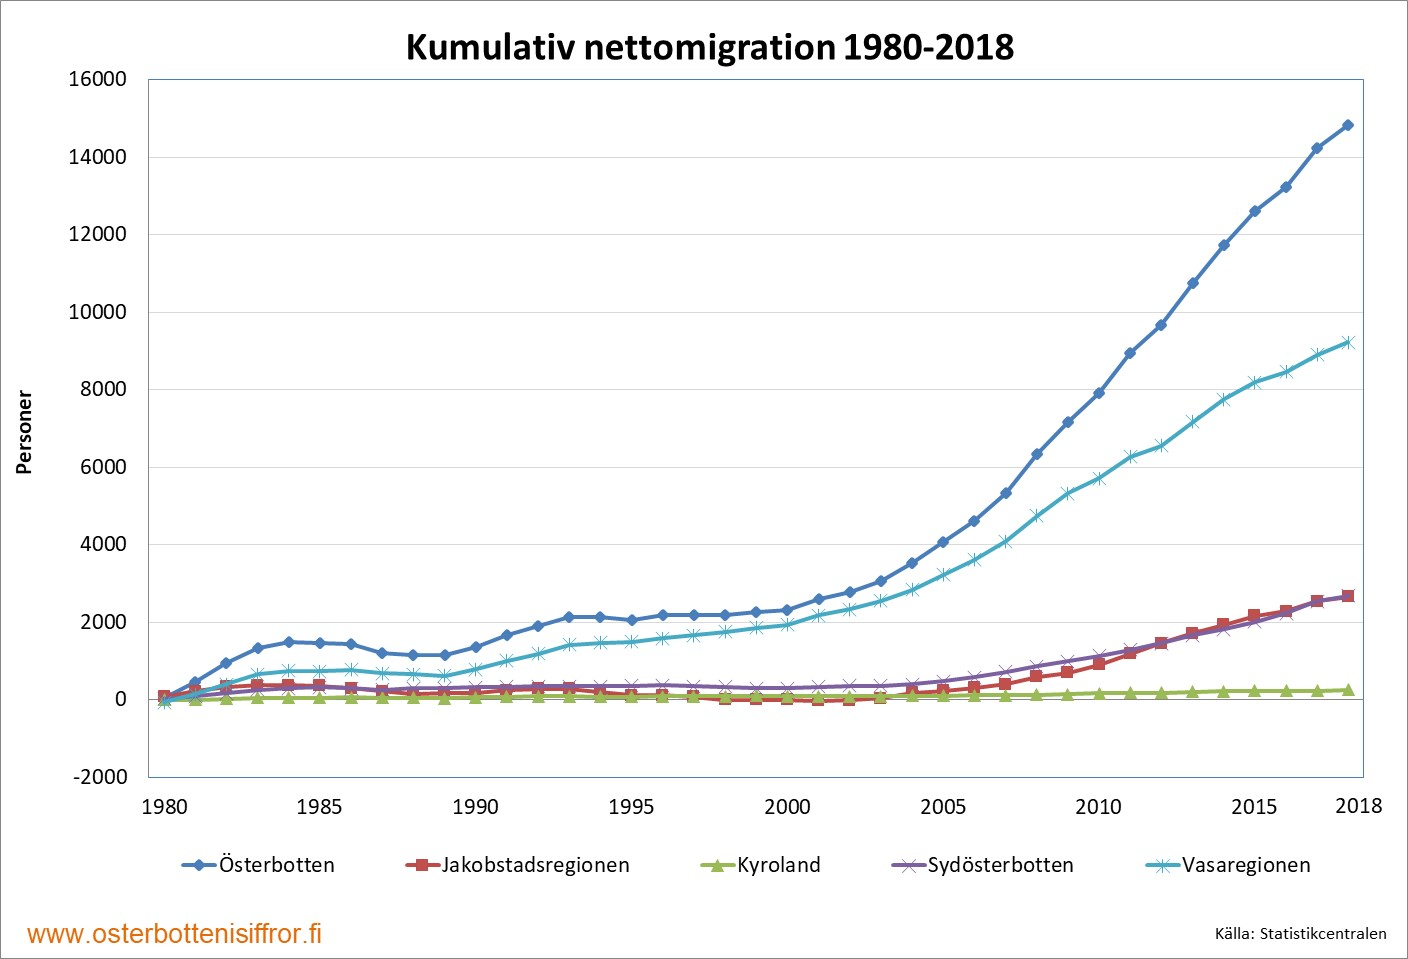 Kumulativ nettomigration 1980-2018
16000
14000
12000
10000
8000
6000
4000
2000
0
-2000
Personer
1980 1985 1990 1995 2000 2005 2010 2015 2018
Österbotten Jakobstadsregionen Kyroland Sydösterbotten Vasaregionen
www.osterbottenisiffror.fi
Källa: Statistikcentralen